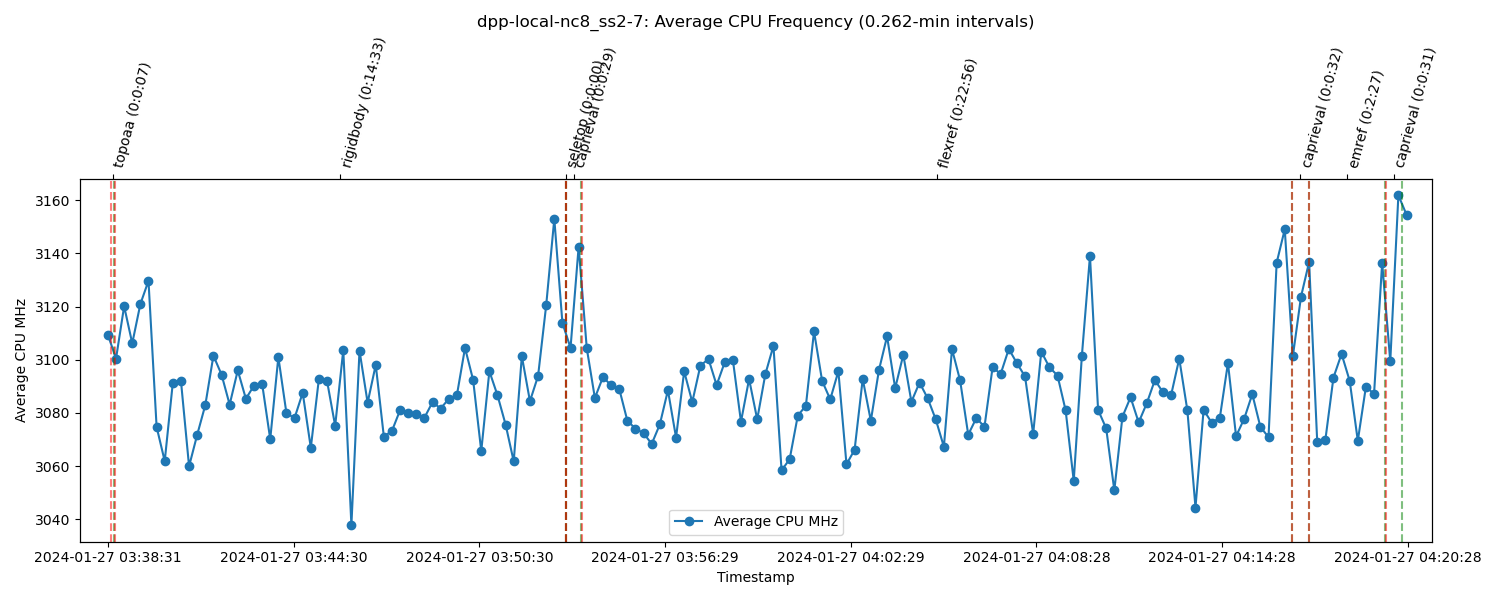 dpp-local-nc8_ss2-7: Average CPU Frequency (0.262-min intervals)
topoaa (0:0:07)
rigidbody (0:14:33)
seletop (0:0:00)
caprieval (0:0:29)
flexref (0:22:56)
caprieval (0:0:32)
emref (0:2:27)
caprieval (0:0:31)
Average CPU MHz
3160
3140
3120
3100
3080
3060
3040
Average CPU MHz
2024-01-27 03:38:31
2024-01-27 03:44:30
2024-01-27 03:50:30
2024-01-27 03:56:29
2024-01-27 04:02:29
2024-01-27 04:08:28
2024-01-27 04:14:28
2024-01-27 04:20:28
Timestamp